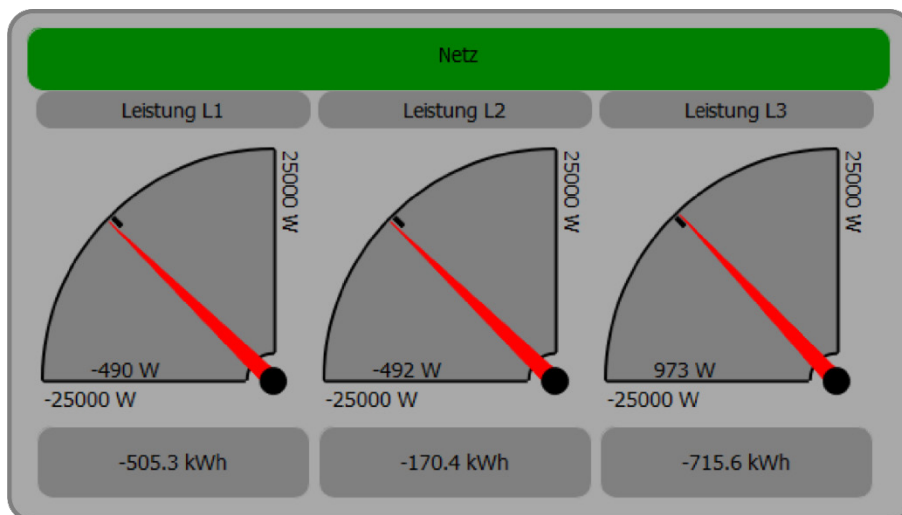 Netz
Leistung L1
Leistung L2
Leistung L3
25000 W
25000 W
25000 W
-490 W
-492 W
973 W
-25000 W
-25000 W
-25000 W
-505.3 kWh
-170.4 kWh
-715.6 kWh